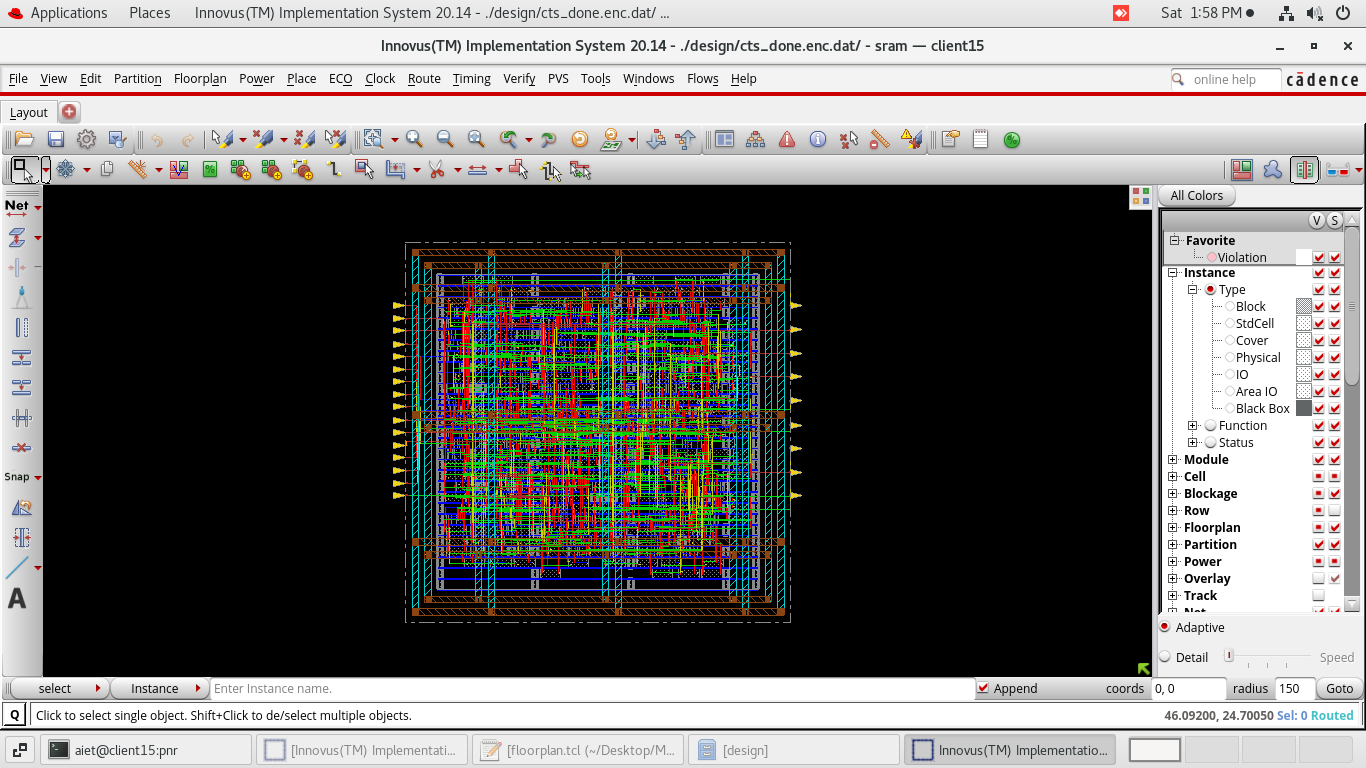 Applications Places Innovus(TM) Implementation System 20.14 - ./design/cts_done.enc.dat/ ... Sat 1:58 PM
Innovus(TM) Implementation System 20.14 - ./design/cts_done.enc.dat/ - sram — client15
File View Edit Partition Floorplan Power Place ECO Clock Route Timing Verify PVS Tools Windows Flows Help online help cādence
Layout
All Colors
Net
V S
Favorite
Violation
Instance
Type
Block
StdCell
Cover
Physical
IO
Area IO
Black Box
Function
Status
Module
Cell
Blockage
Row
Floorplan
Partition
Power
Overlay
Track
Net
Snap
A
Adaptive
Detail Speed
select Instance Enter Instance name. Append coords 0, 0 radius 150 Goto
Q Click to select single object. Shift+Click to de/select multiple objects. 46.09200, 24.70050 Sel: 0 Routed
aiet@client15:pnr [Innovus(TM) Implementati... [floorplan.tcl (~/Desktop/M... [design] Innovus(TM) Implementatio...